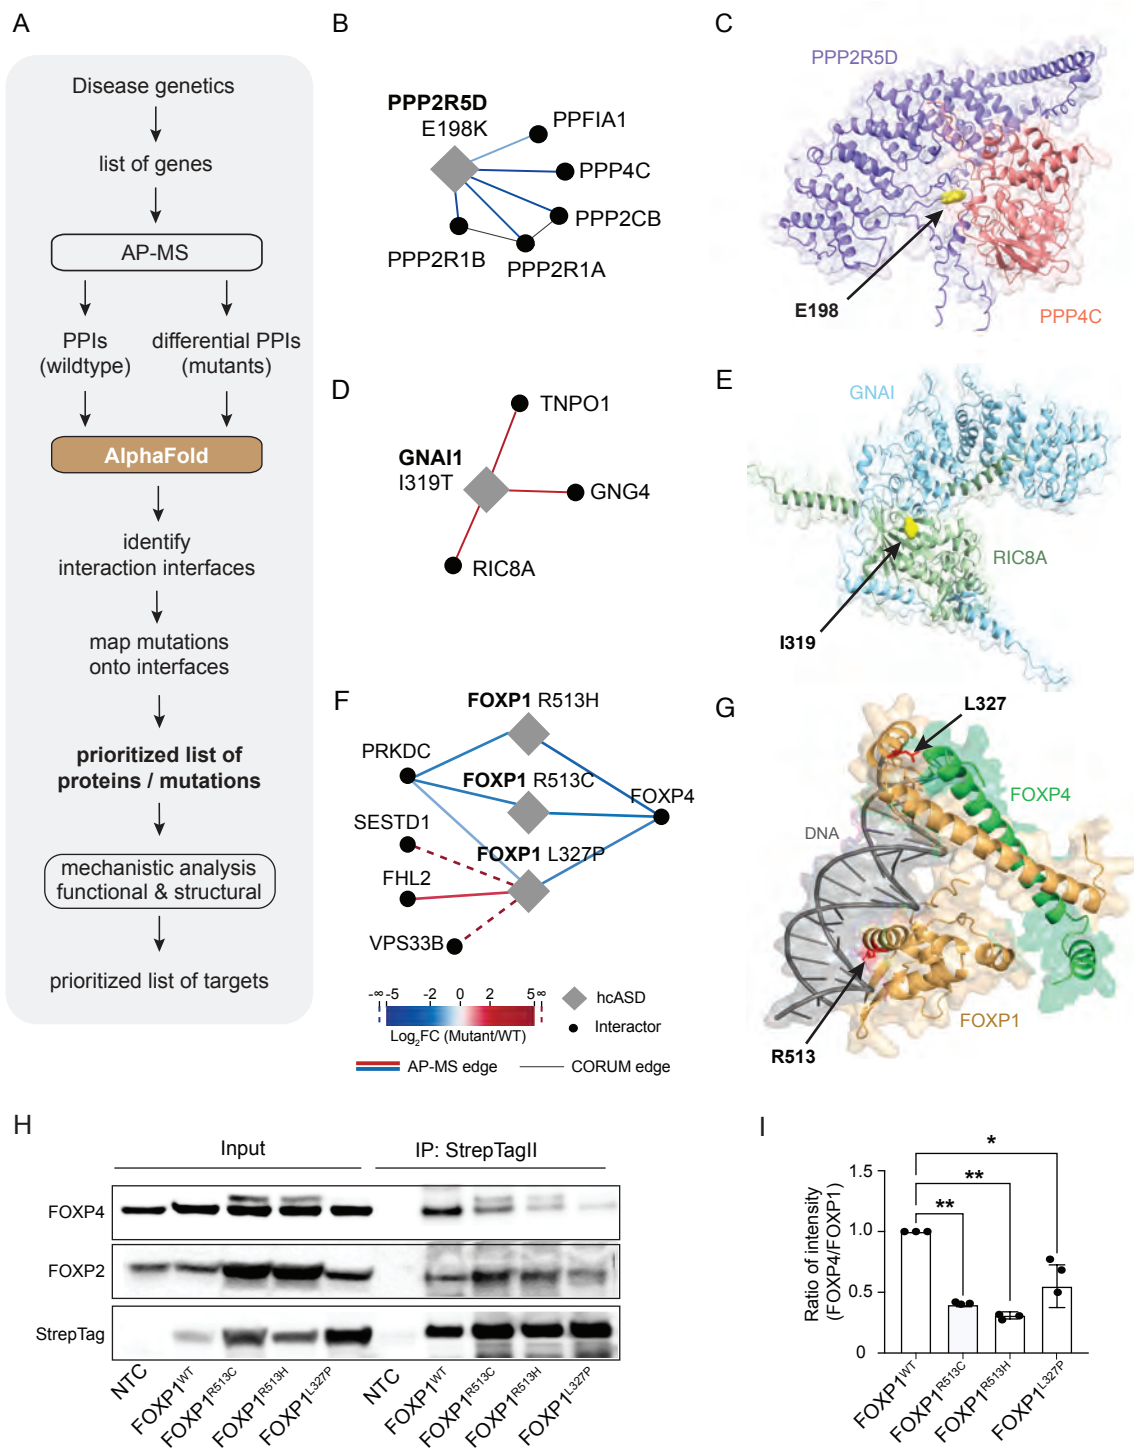 A
Disease genetics
list of genes
AP-MS
PPIs
(wildtype)
differential PPIs
(mutants)
AlphaFold
identify
interaction interfaces
map mutations
onto interfaces
prioritized list of
proteins / mutations
mechanistic analysis
functional & structural
prioritized list of targets
B
PPP2R5D
E198K
PPFIA1
PPP4C
PPP2CB
PPP2R1B
PPP2R1A
C
PPP2R5D
E198
PPP4C
D
TNPO1
GNAI1
I319T
GNG4
RIC8A
E
GNAI
RIC8A
I319
F
FOXP1 R513H
PRKDC
FOXP1 R513C
FOXP4
SESTD1
FOXP1 L327P
FHL2
VPS33B
-∞ -5 -2 0 2 5 ∞
Log2FC (Mutant/WT)
hcASD
Interactor
AP-MS edge
CORUM edge
G
L327
FOXP4
DNA
FOXP1
R513
H
Input
IP: StrepTagII
FOXP4
FOXP2
StrepTag
NTC
FOXP1WT
FOXP1R513C
FOXP1R513H
FOXP1L327P
NTC
FOXP1WT
FOXP1R513C
FOXP1R513H
FOXP1L327P
I
*
**
**
Ratio of intensity
(FOXP4/FOXP1)
1.5
1.0
0.5
0
FOXP1WT
FOXP1R513C
FOXP1R513H
FOXP1L327P